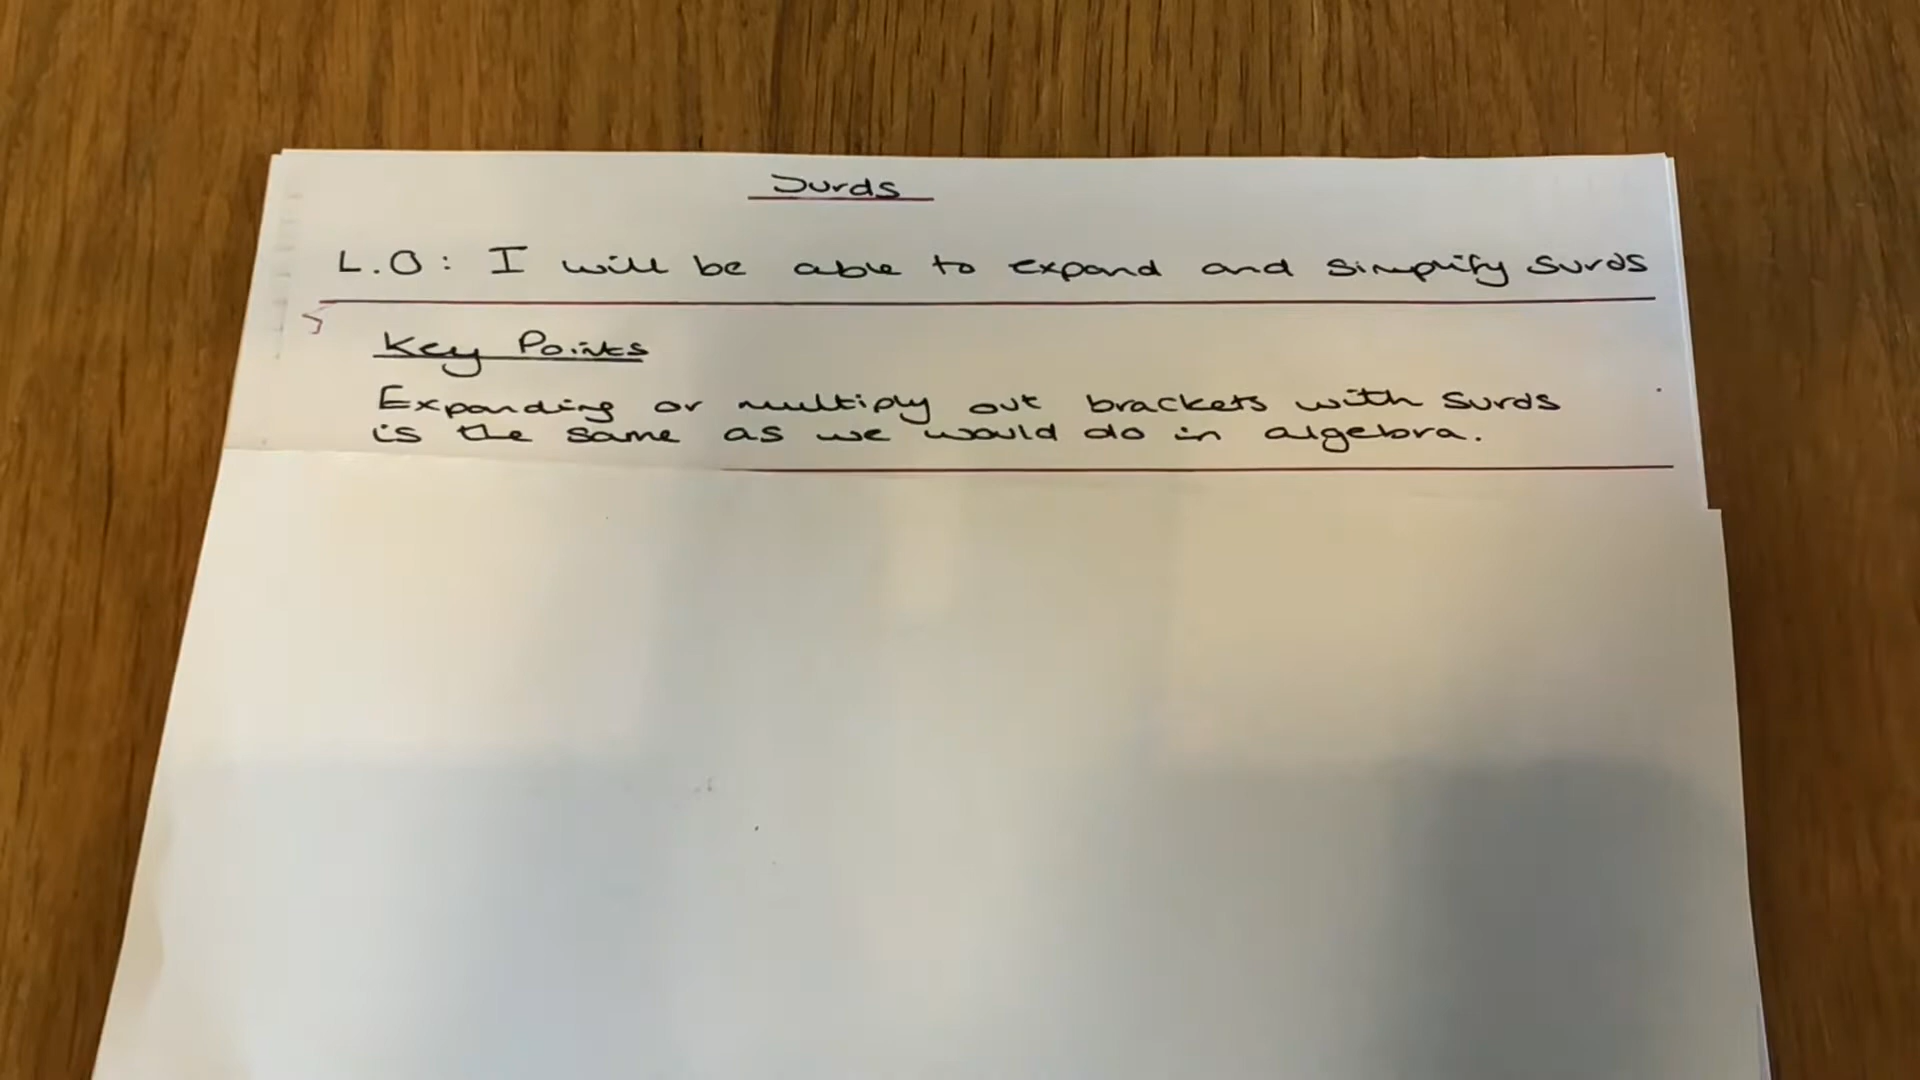 Surds
L.O: I will be able to expand and simplify surds
Key Points
Expanding or multiply out brackets with surds
is the same as we would do in algebra.